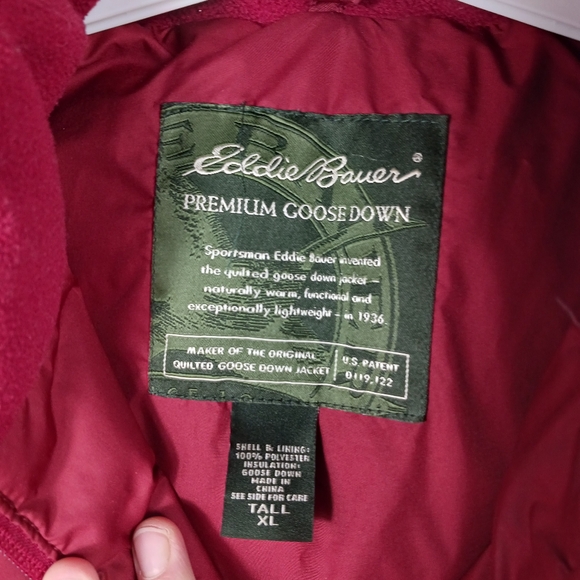 Eddie Bauer®
PREMIUM GOOSE DOWN
Sportsman Eddie Bauer invented
the quilted goose down jacket –
naturally warm, functional and
exceptionally lightweight – in 1936.
MAKER OF THE ORIGINAL
QUILTED GOOSE DOWN JACKET
U.S. PATENT
D119,122
SHELL & LINING:
100% POLYESTER
INSULATION:
GOOSE DOWN
MADE IN
CHINA
SEE SIDE FOR CARE
TALL
XL